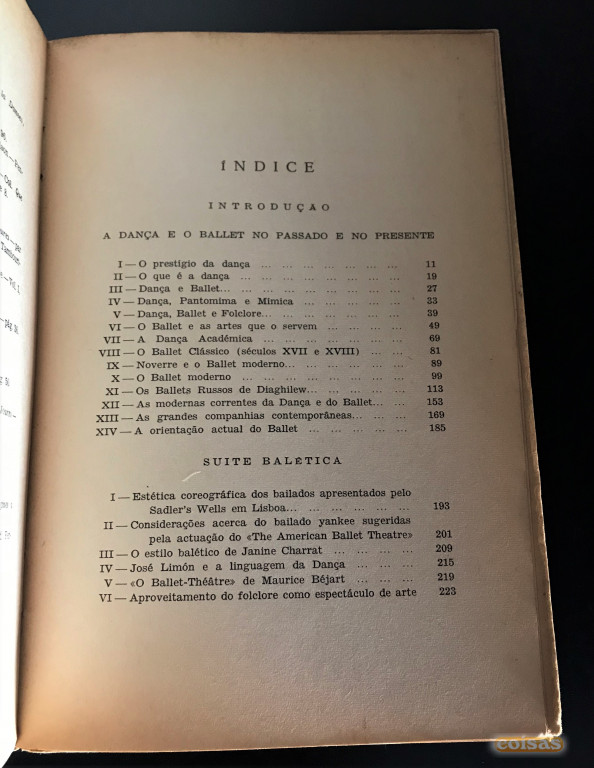 ÍNDICE
INTRODUÇÃO
A DANÇA E O BALLET NO PASSADO E NO PRESENTE
I — O prestígio da dança ... ... ... ... ... ... 11
II — O que é a dança ... ... ... ... ... ... ... 19
III — Dança e Ballet... ... ... ... ... ... ... ... 27
IV — Dança, Pantomima e Mímica ... ... ... ... 33
V — Dança, Ballet e Folclore... ... ... ... ... ... 39
VI — O Ballet e as artes que o servem ... ... ... 49
VII — A Dança Académica... ... ... ... ... ... 69
VIII — O Ballet Clássico (séculos XVII e XVIII) ... ... 81
IX — Noverre e o Ballet moderno... ... ... ... ... 89
X — O Ballet moderno ... ... ... ... ... ... ... 99
XI — Os Ballets Russos de Diaghilew... ... ... ... 113
XII — As modernas correntes da Dança e do Ballet... ... 153
XIII — As grandes companhias contemporâneas... ... ... 169
XIV — A orientação actual do Ballet ... ... ... ... 185
SUITE BALÉTICA
I — Estética coreográfica dos bailados apresentados pelo
Sadler's Wells em Lisboa... ... ... ... ... ... 193
II — Considerações acerca do bailado yankee sugeridas
pela actuação do «The American Ballet Theatre» 201
III — O estilo balético de Janine Charrat ... ... ... ... 209
IV — José Limón e a linguagem da Dança ... ... ... 215
V — «O Ballet-Théâtre» de Maurice Béjart ... ... ... 219
VI — Aproveitamento do folclore como espectáculo de arte 223
coisas